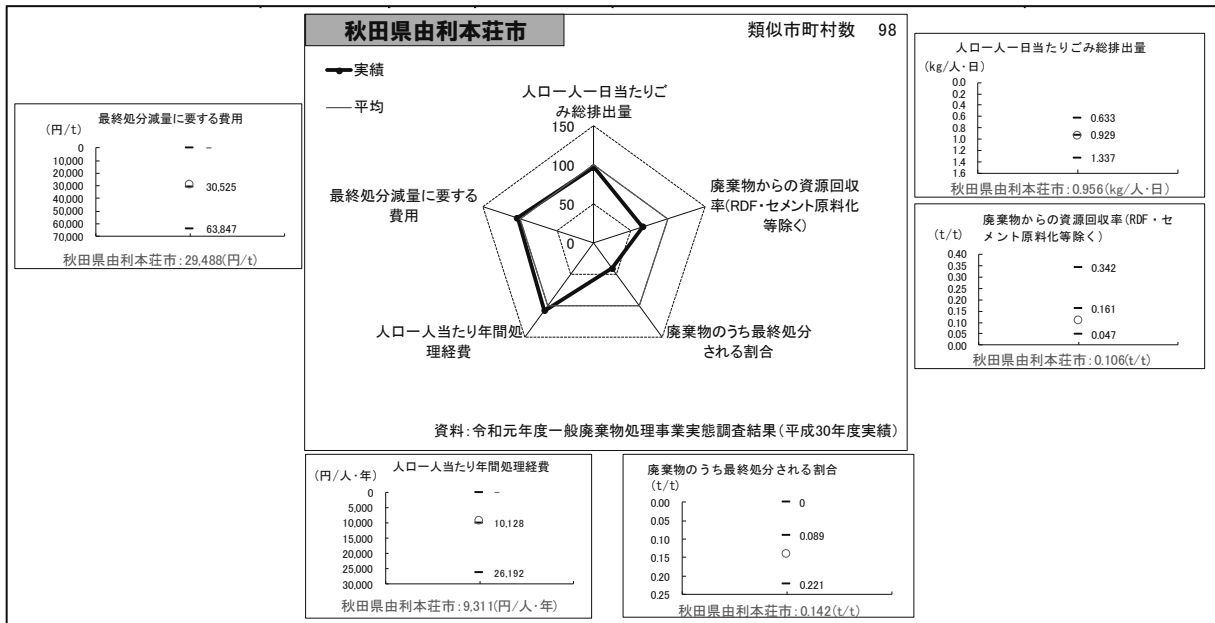 秋田県由利本荘市
類似市町村数 98
実績
平均
人口一人一日当たりご
み総排出量
150
100
50
0
廃棄物からの資源回収
率(RDF・セメント原料化
等除く)
廃棄物のうち最終処分
される割合
人口一人当たり年間処
理経費
最終処分減量に要する
費用
資料:令和元年度一般廃棄物処理事業実態調査結果(平成30年度実績)
最終処分減量に要する費用
(円/t)
0
10,000
20,000
30,000
40,000
50,000
60,000
70,000
-
30,525
63,847
秋田県由利本荘市:29,488(円/t)
人口一人一日当たりごみ総排出量
(kg/人・日)
0.0
0.2
0.4
0.6
0.8
1.0
1.2
1.4
1.6
0.633
0.929
1.337
秋田県由利本荘市:0.956(kg/人・日)
廃棄物からの資源回収率(RDF・セ
メント原料化等除く)
(t/t)
0.40
0.35
0.30
0.25
0.20
0.15
0.10
0.05
0.00
0.342
0.161
0.047
秋田県由利本荘市:0.106(t/t)
人口一人当たり年間処理経費
(円/人・年)
0
5,000
10,000
15,000
20,000
25,000
30,000
-
10,128
26,192
秋田県由利本荘市:9,311(円/人・年)
廃棄物のうち最終処分される割合
(t/t)
0.00
0.05
0.10
0.15
0.20
0.25
0
0.089
0.221
秋田県由利本荘市:0.142(t/t)